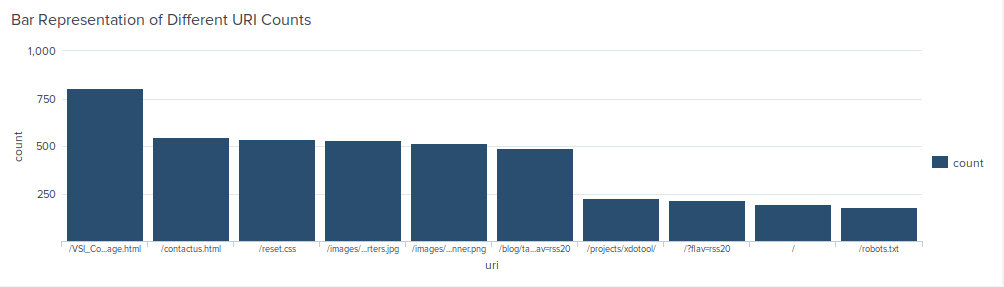 Bar Representation of Different URI Counts
1,000
750
500
250
count
/VSI_Co...age.html
/contactus.html
/reset.css
/images/...rters.jpg
/images/...nner.png
/blog/ta...av=rss20
/projects/xdotool/
/?flav=rss20
/
/robots.txt
uri
count